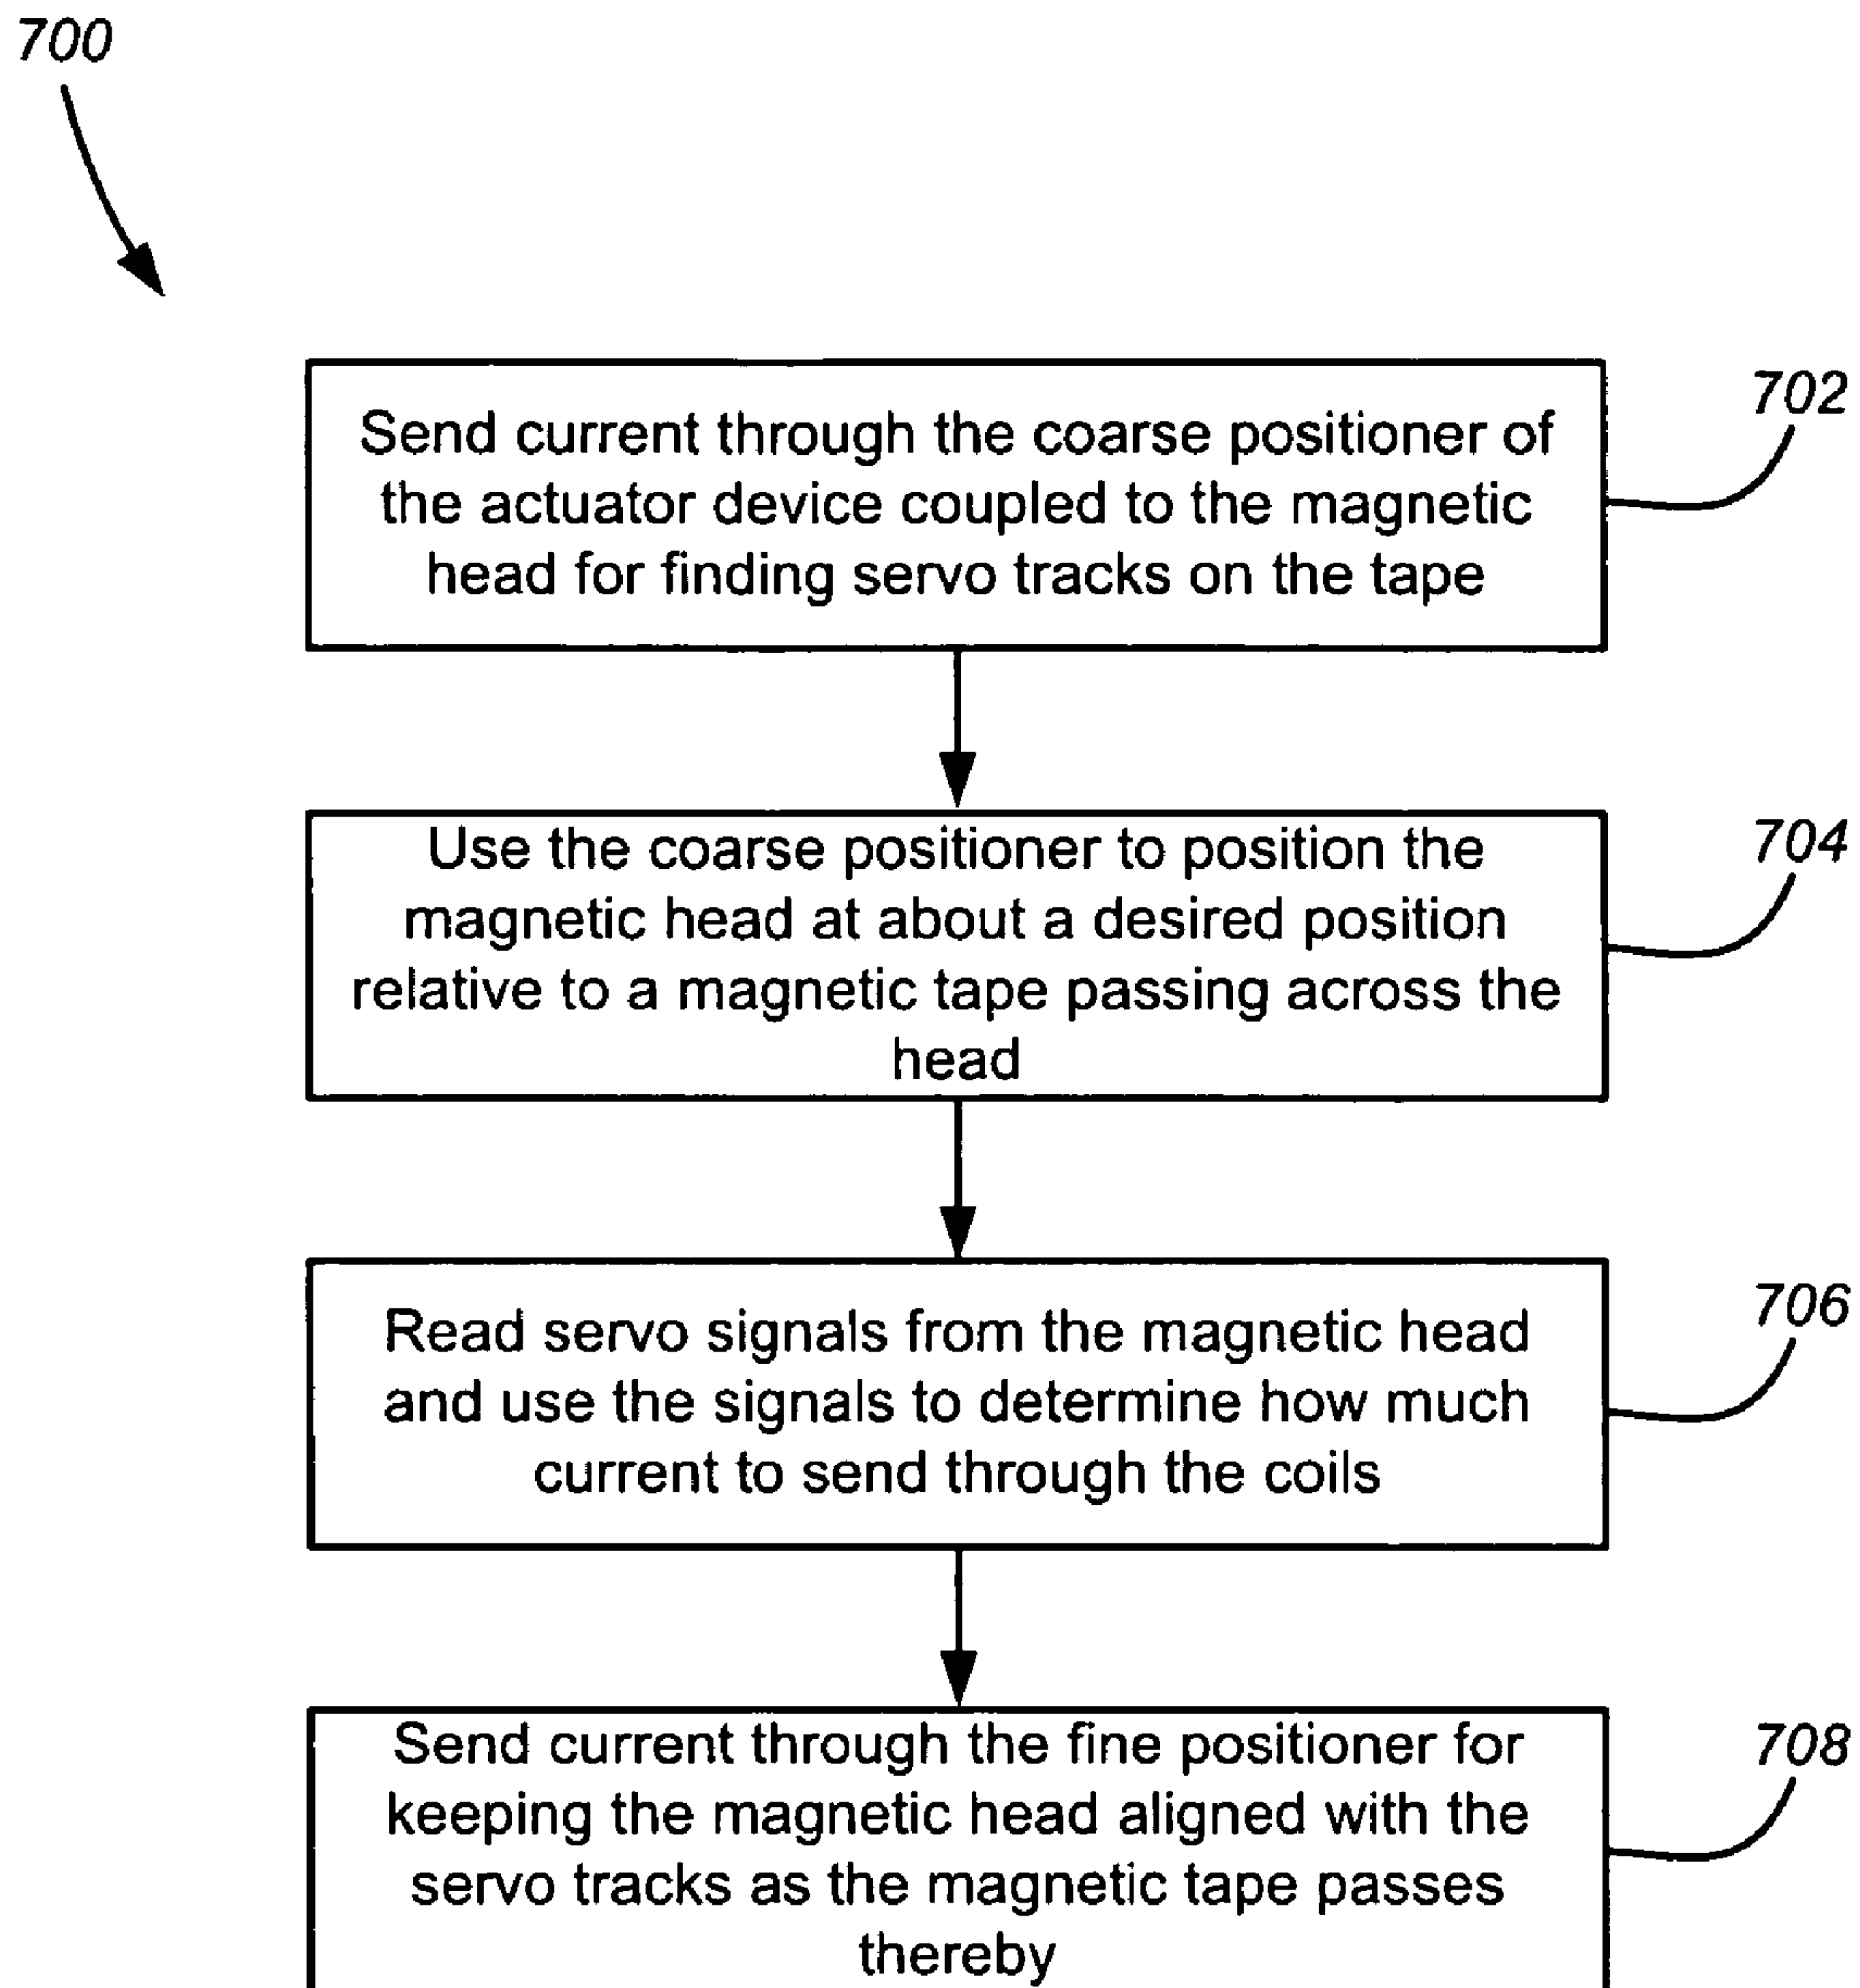 700
Send current through the coarse positioner of
the actuator device coupled to the magnetic
head for finding servo tracks on the tape
702
Use the coarse positioner to position the
magnetic head at about a desired position
relative to a magnetic tape passing across the
head
704
Read servo signals from the magnetic head
and use the signals to determine how much
current to send through the coils
706
Send current through the fine positioner for
keeping the magnetic head aligned with the
servo tracks as the magnetic tape passes
thereby
708